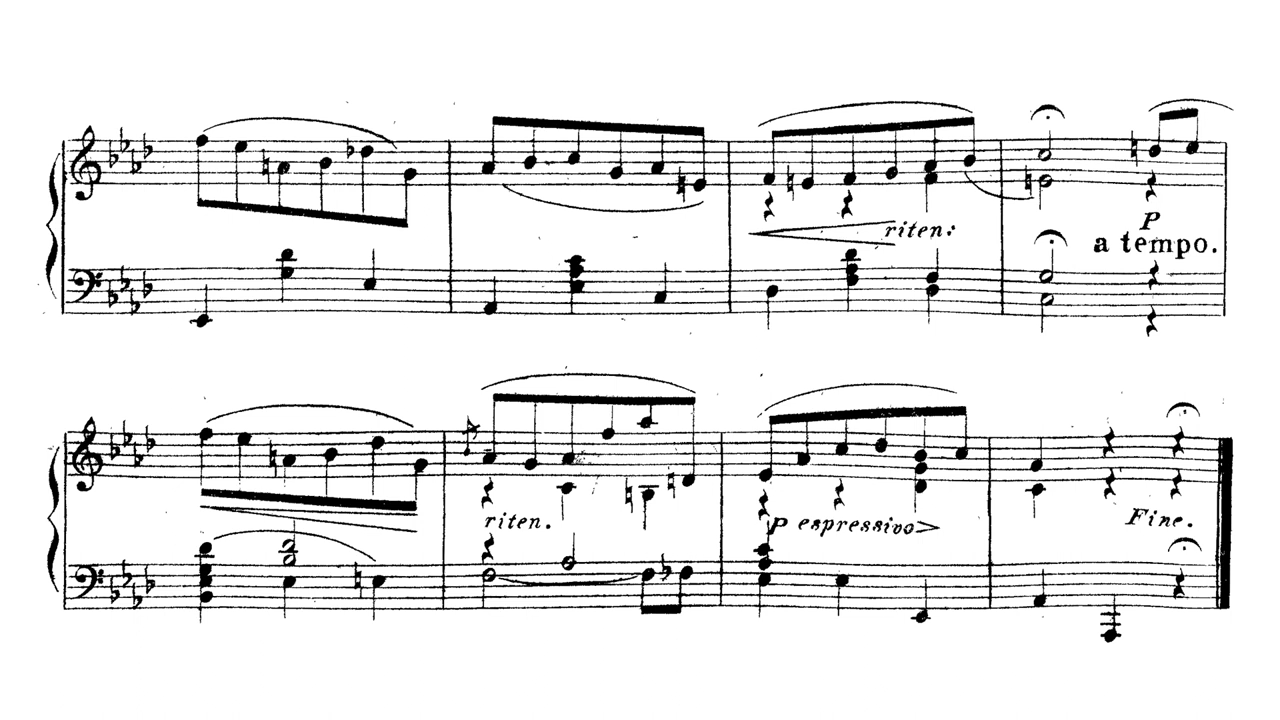 riten:
P
a tempo.
riten.
P espressivo
Fine.